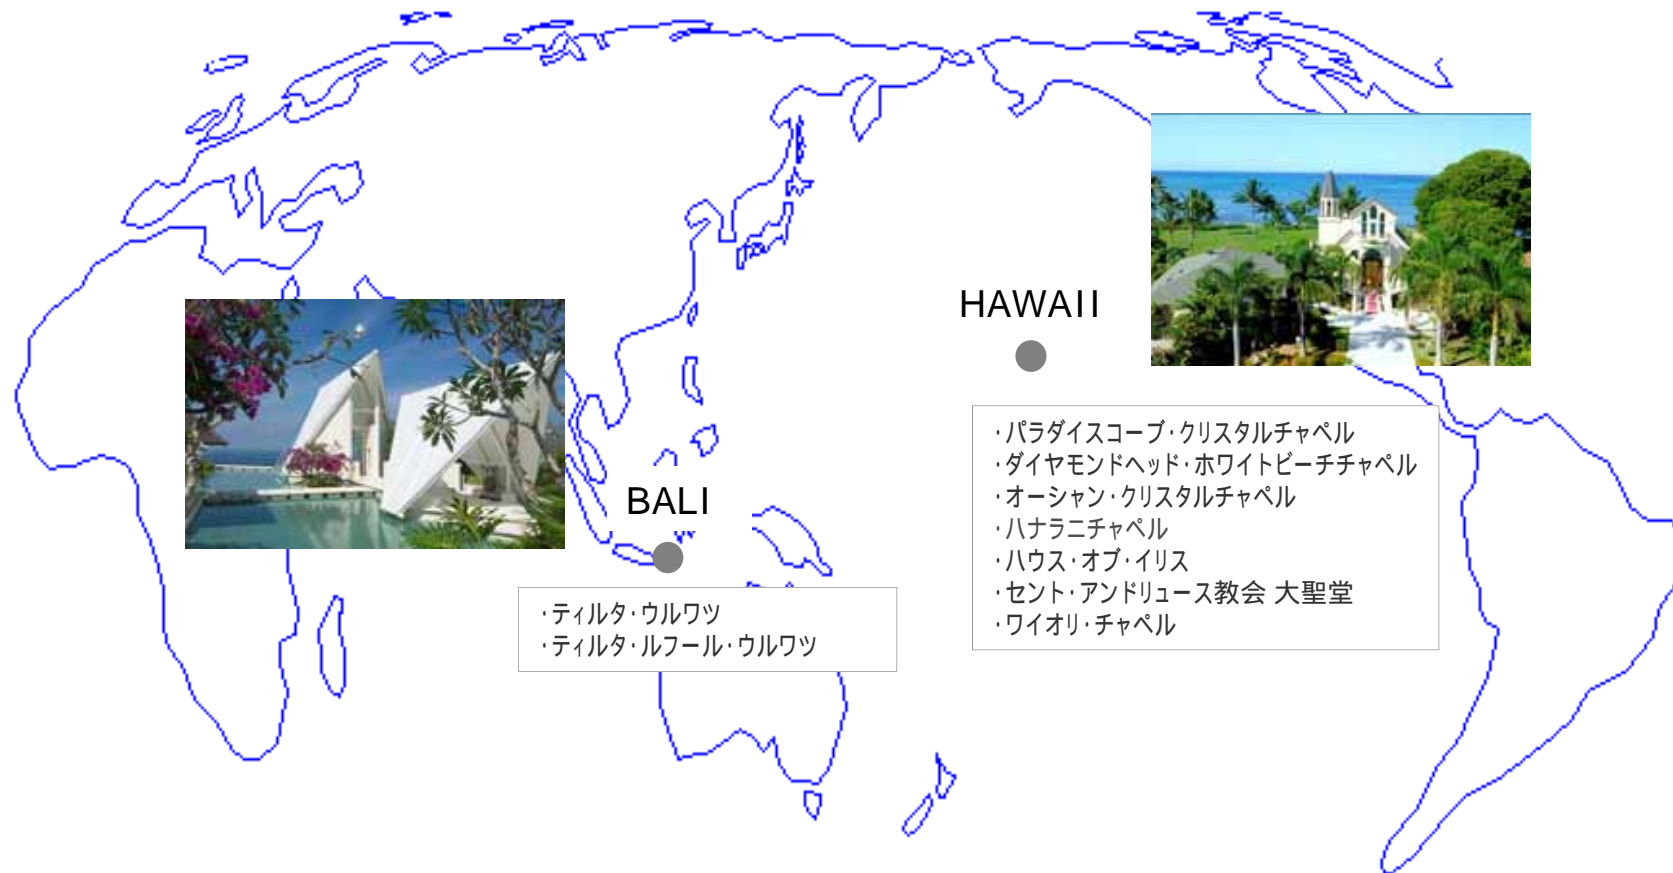 HAWAII
・パラダイスコーブ・クリスタルチャペル
・ダイヤモンドヘッド・ホワイトビーチチャペル
・オーシャン・クリスタルチャペル
・ハナラニチャペル
・ハウス・オブ・イリス
・セント・アンドリュース教会 大聖堂
・ワイオリ・チャペル
BALI
・ティルタ・ウルワツ
・ティルタ・ルフール・ウルワツ